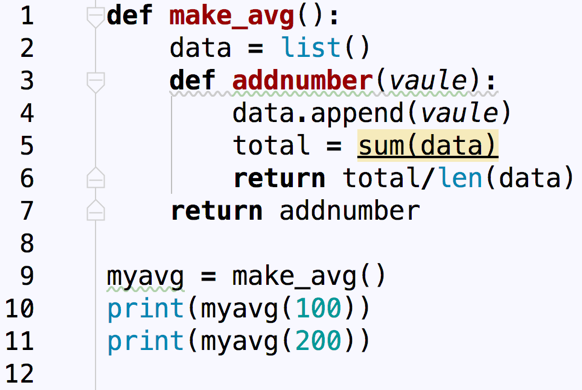 1 def make_avg():
2     data = list()
3     def addnumber(vaule):
4         data.append(vaule)
5         total = sum(data)
6         return total/len(data)
7     return addnumber
8
9 myavg = make_avg()
10 print(myavg(100))
11 print(myavg(200))
12